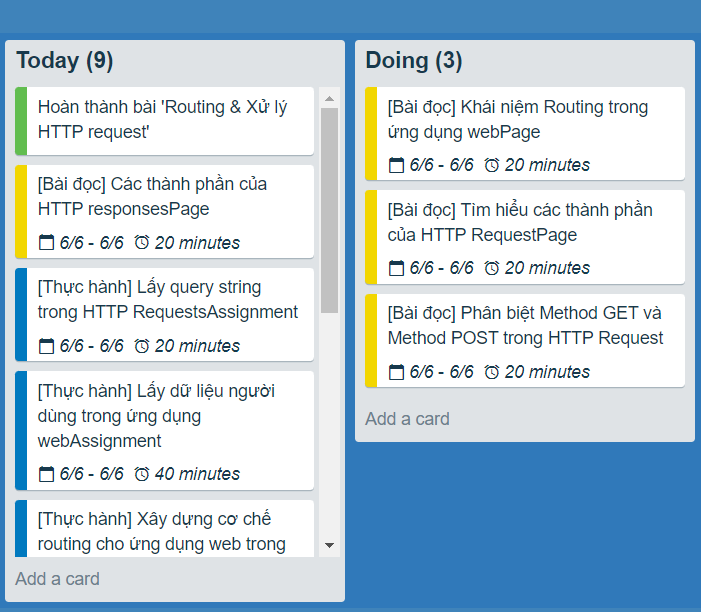 Today (9)
Hoàn thành bài 'Routing & Xử lý
HTTP request'
[Bài đọc] Các thành phần của
HTTP responsesPage
6/6 - 6/6 20 minutes
[Thực hành] Lấy query string
trong HTTP RequestsAssignment
6/6 - 6/6 20 minutes
[Thực hành] Lấy dữ liệu người
dùng trong ứng dụng
webAssignment
6/6 - 6/6 40 minutes
[Thực hành] Xây dựng cơ chế
routing cho ứng dụng web trong
Add a card
Doing (3)
[Bài đọc] Khái niệm Routing trong
ứng dụng webPage
6/6 - 6/6 20 minutes
[Bài đọc] Tìm hiểu các thành phần
của HTTP RequestPage
6/6 - 6/6 20 minutes
[Bài đọc] Phân biệt Method GET và
Method POST trong HTTP Request
6/6 - 6/6 20 minutes
Add a card